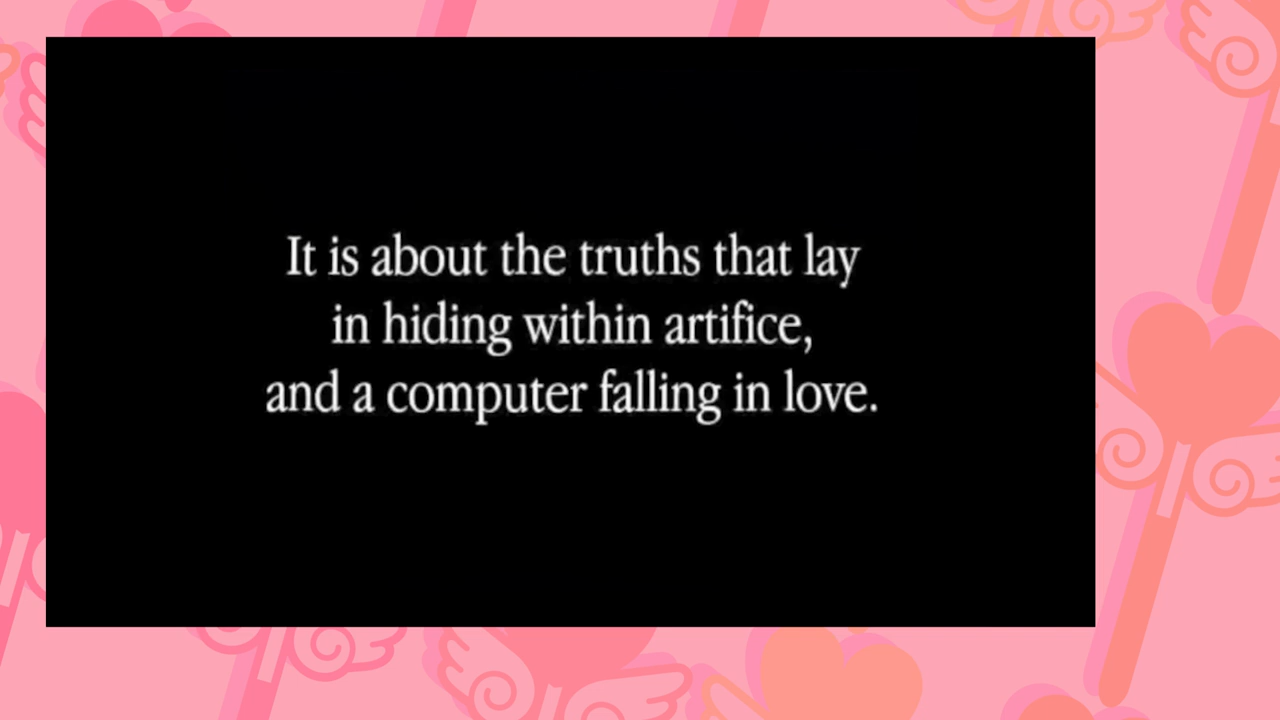 It is about the truths that lay
in hiding within artifice,
and a computer falling in love.